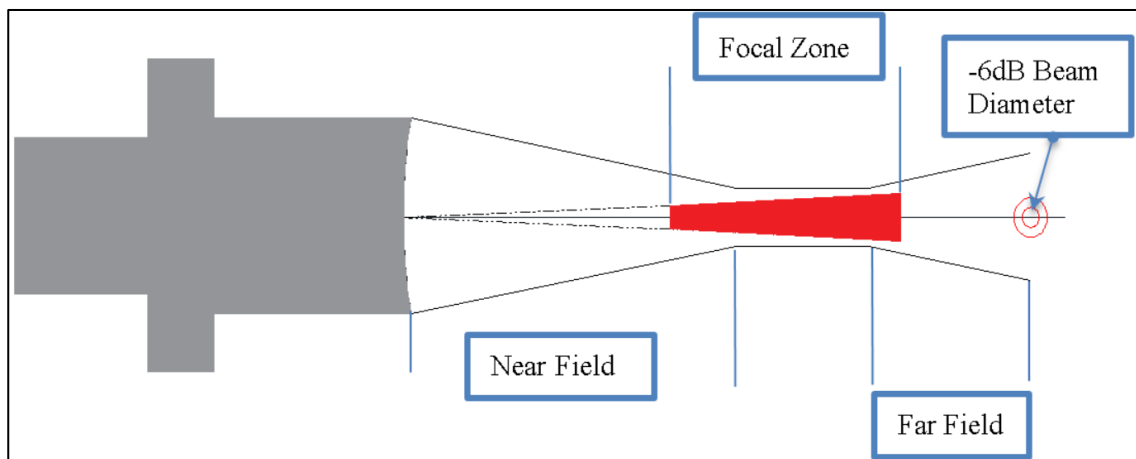 Focal Zone
-6dB Beam
Diameter
Near Field
Far Field